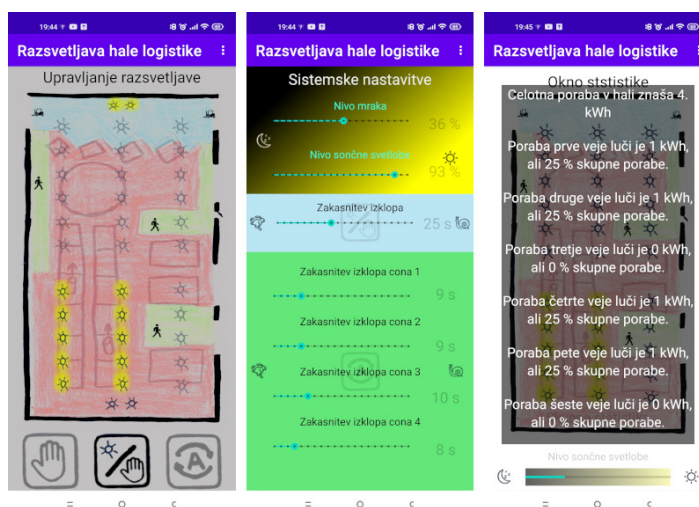 19:44
Razsvetljava hale logistike
Upravljanje razsvetljave
A
19:44
Razsvetljava hale logistike
Sistemske nastavitve
Nivo mraka
36 %
Nivo sončne svetlobe
93 %
Zakasnitev izklopa
25 s
Zakasnitev izklopa cona 1
9 s
Zakasnitev izklopa cona 2
9 s
Zakasnitev izklopa cona 3
10 s
Zakasnitev izklopa cona 4
8 s
19:45
Razsvetljava hale logistike
Okno ststistike
Celotna poraba v hali znaša 4.
kWh
Poraba prve veje luči je 1 kWh,
ali 25 % skupne porabe.
Poraba druge veje luči je 1 kWh,
ali 25 % skupne porabe.
Poraba tretje veje luči je 0 kWh,
ali 0 % skupne porabe.
Poraba četrte veje luči je 1 kWh,
ali 25 % skupne porabe.
Poraba pete veje luči je 1 kWh,
ali 25 % skupne porabe.
Poraba šeste veje luči je 0 kWh,
ali 0 % skupne porabe.
Nivo sončne svetlobe